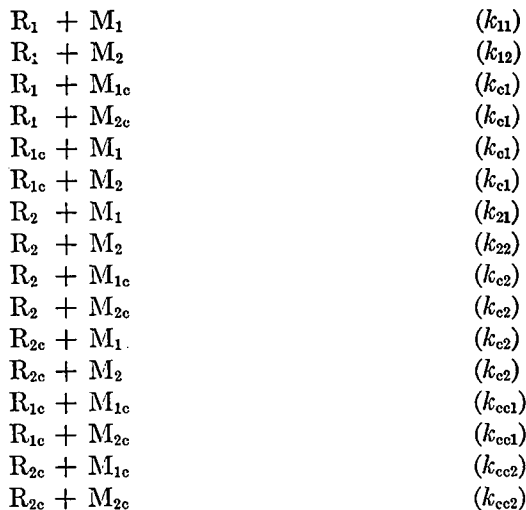 R₁ + M₁ (k₁₁)
R₁ + M₂ (k₁₂)
R₁ + M₁c (kc1)
R₁ + M₂c (kc1)
R₁c + M₁ (kc1)
R₁c + M₂ (kc1)
R₂ + M₁ (k₂₁)
R₂ + M₂ (k₂₂)
R₂ + M₁c (kc2)
R₂ + M₂c (kc2)
R₂c + M₁ (kc2)
R₂c + M₂ (kc2)
R₁c + M₁c (kcc1)
R₁c + M₂c (kcc1)
R₂c + M₁c (kcc2)
R₂c + M₂c (kcc2)